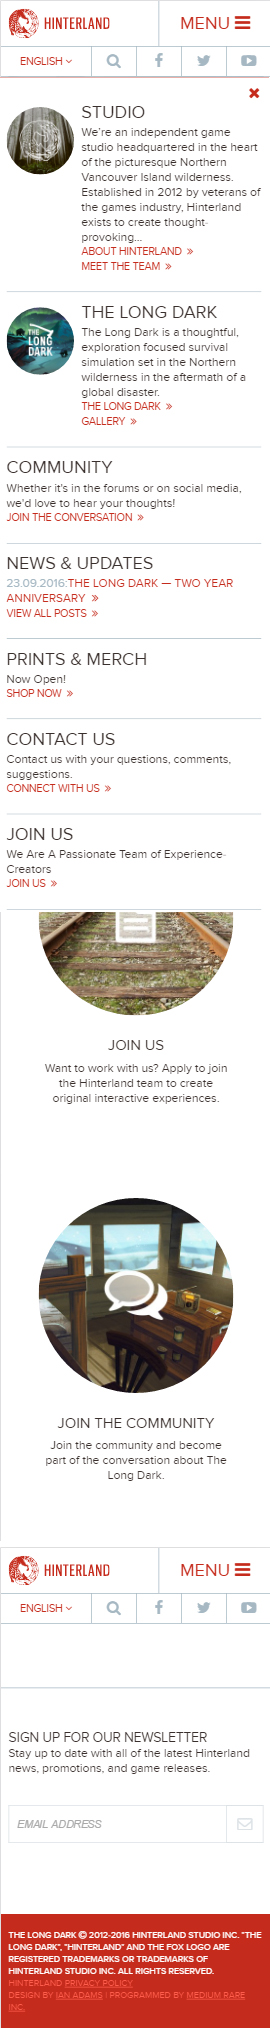 HINTERLAND
MENU
ENGLISH
STUDIO
We're an independent game
studio headquartered in the heart
of the picturesque Northern
Vancouver Island wilderness.
Established in 2012 by veterans of
the games industry, Hinterland
exists to create thought-
provoking...
ABOUT HINTERLAND »
MEET THE TEAM »
THE LONG DARK
THE
LONG
DARK
The Long Dark is a thoughtful,
exploration focused survival
simulation set in the Northern
wilderness in the aftermath of a
global disaster.
THE LONG DARK »
GALLERY »
COMMUNITY
Whether it's in the forums or on social media,
we'd love to hear your thoughts!
JOIN THE CONVERSATION »
NEWS & UPDATES
23.09.2016:THE LONG DARK — TWO YEAR
ANNIVERSARY »
VIEW ALL POSTS »
PRINTS & MERCH
Now Open!
SHOP NOW »
CONTACT US
Contact us with your questions, comments,
suggestions.
CONNECT WITH US »
JOIN US
We Are A Passionate Team of Experience-
Creators
JOIN US »
JOIN US
Want to work with us? Apply to join
the Hinterland team to create
original interactive experiences.
JOIN THE COMMUNITY
Join the community and become
part of the conversation about The
Long Dark.
HINTERLAND
MENU
ENGLISH
SIGN UP FOR OUR NEWSLETTER
Stay up to date with all of the latest Hinterland
news, promotions, and game releases.
EMAIL ADDRESS
THE LONG DARK © 2012-2016 HINTERLAND STUDIO INC. "THE
LONG DARK", "HINTERLAND" AND THE FOX LOGO ARE
REGISTERED TRADEMARKS OR TRADEMARKS OF
HINTERLAND STUDIO INC. ALL RIGHTS RESERVED.
HINTERLAND PRIVACY POLICY
DESIGN BY IAN ADAMS | PROGRAMMED BY MEDIUM RARE
INC.